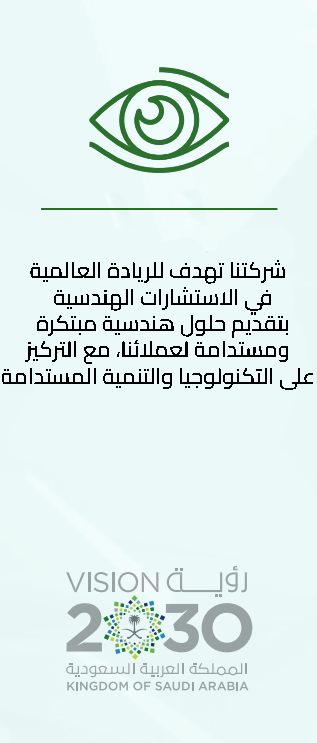 شركتنا تهدف للريادة العالمية
في الاستشارات الهندسية
بتقديم حلول هندسية مبتكرة
ومستدامة لعملائنا، مع التركيز
على التكنولوجيا والتنمية المستدامة
VISION رؤيــة
2030
المملكة العربية السعودية
KINGDOM OF SAUDI ARABIA